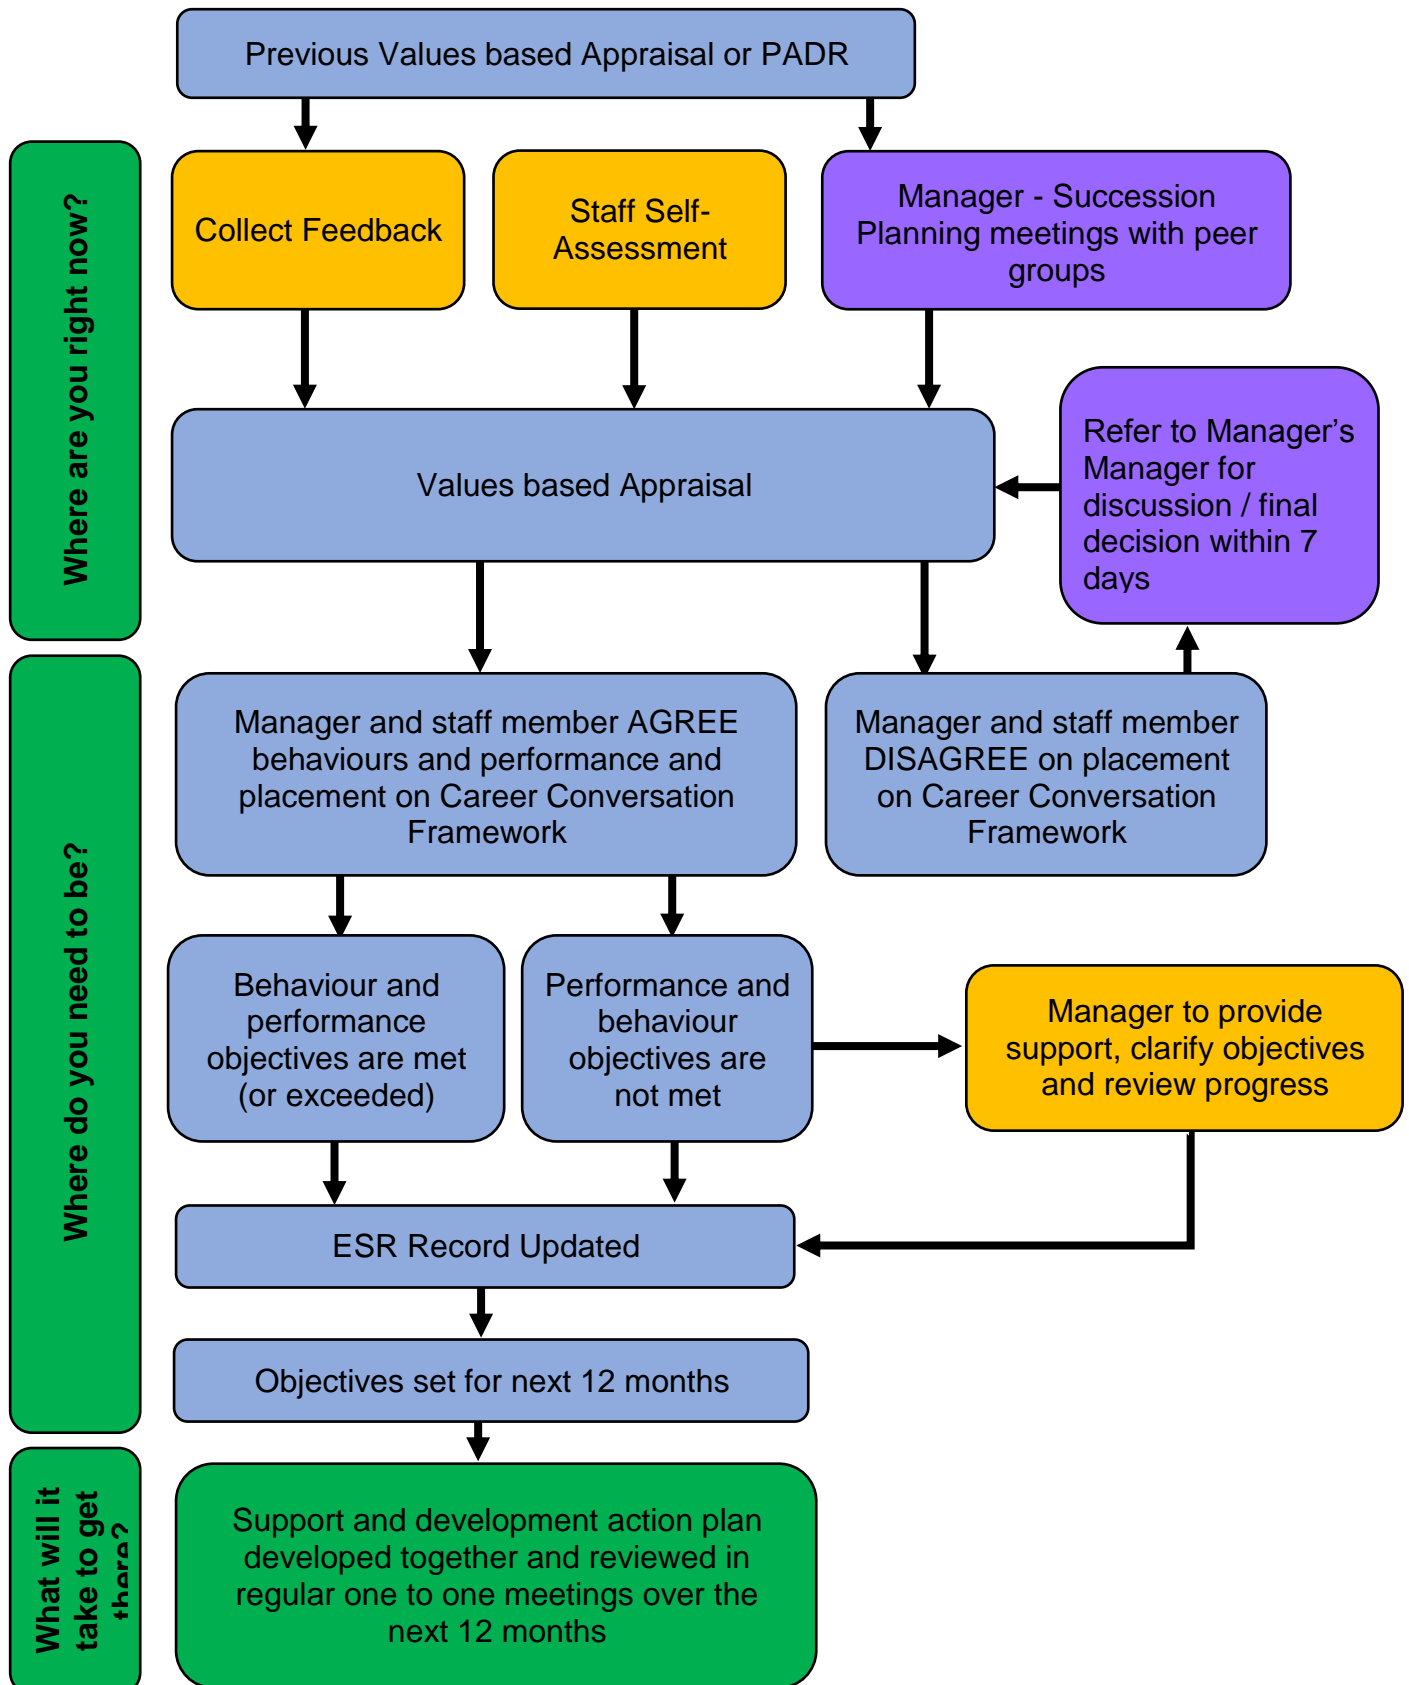 Previous Values based Appraisal or PADR
Where are you right now?
Collect Feedback
Staff Self-
Assessment
Manager - Succession
Planning meetings with peer
groups
Values based Appraisal
Refer to Manager’s
Manager for
discussion / final
decision within 7
days
Where do you need to be?
Manager and staff member AGREE
behaviours and performance and
placement on Career Conversation
Framework
Manager and staff member
DISAGREE on placement
on Career Conversation
Framework
Behaviour and
performance
objectives are met
(or exceeded)
Performance and
behaviour
objectives are
not met
Manager to provide
support, clarify objectives
and review progress
ESR Record Updated
Objectives set for next 12 months
What will it
take to get
there?
Support and development action plan
developed together and reviewed in
regular one to one meetings over the
next 12 months